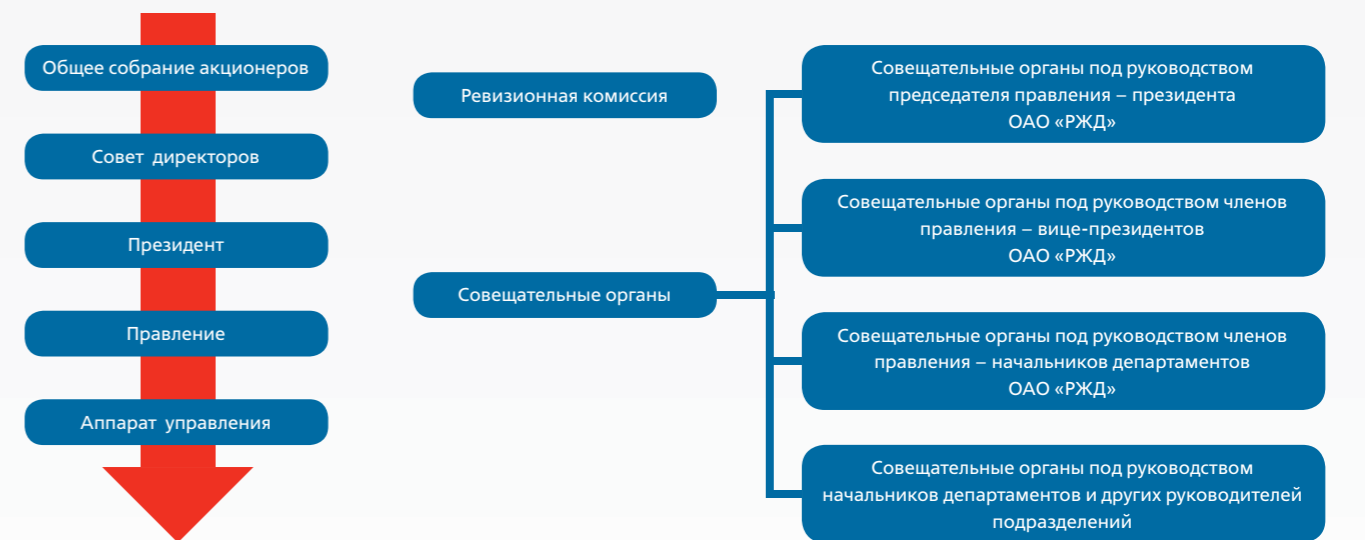 Общее собрание акционеров
Совет директоров
Президент
Правление
Аппарат управления
Ревизионная комиссия
Совещательные органы
Совещательные органы под руководством
председателя правления – президента
ОАО «РЖД»
Совещательные органы под руководством членов
правления – вице-президентов
ОАО «РЖД»
Совещательные органы под руководством членов
правления – начальников департаментов
ОАО «РЖД»
Совещательные органы под руководством
начальников департаментов и других руководителей
подразделений